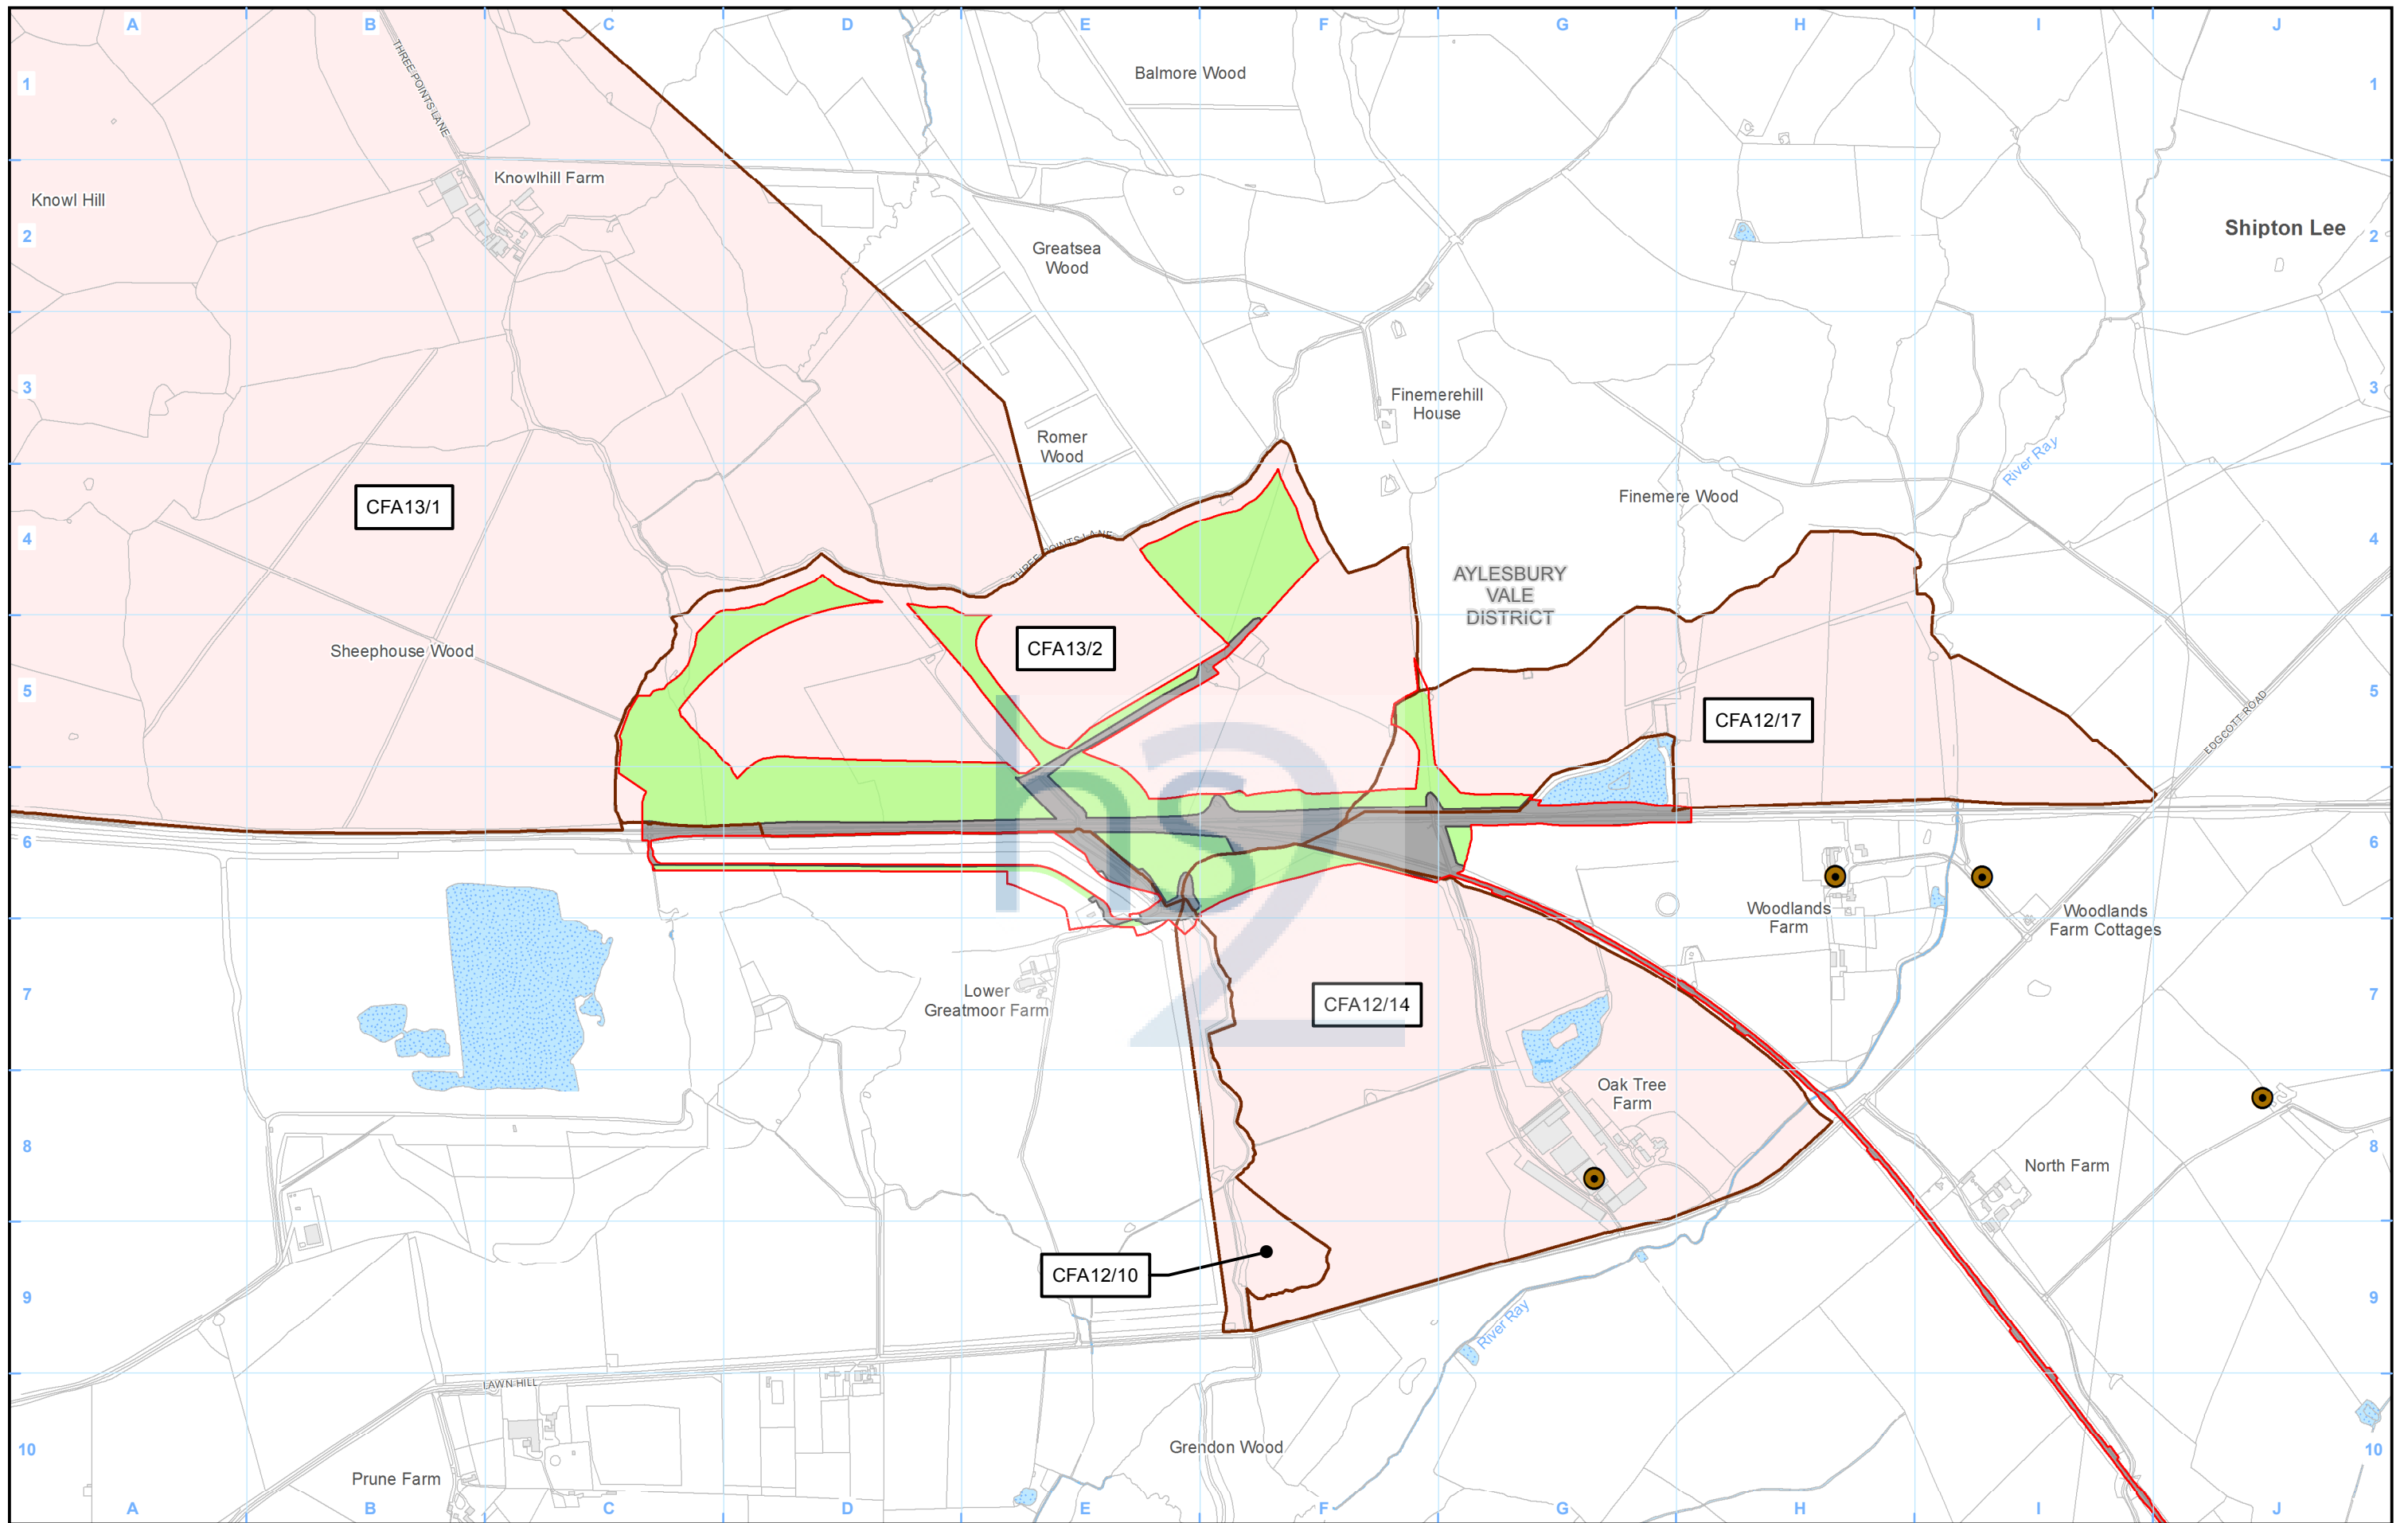 A B C D E F G H I J
1 1
THREE POINTS LANE
Balmore Wood
Knowlhill Farm
Knowl Hill
2 2
Shipton Lee
Greatsea
Wood
3 3
Finemerehill
House
Romer
Wood
River Ray
Finemere Wood
CFA13/1
4 4
THREE POINTS LANE
AYLESBURY
VALE
DISTRICT
CFA13/2
Sheephouse Wood
5 5
CFA12/17
EDGCOTT ROAD
hs2
6 6
Woodlands
Farm
Woodlands
Farm Cottages
7 7
Lower
Greatmoor Farm
CFA12/14
Oak Tree
Farm
8 8
North Farm
CFA12/10
9 9
River Ray
LAWN HILL
10 10
Grendon Wood
Prune Farm
A B C D E F G H I J